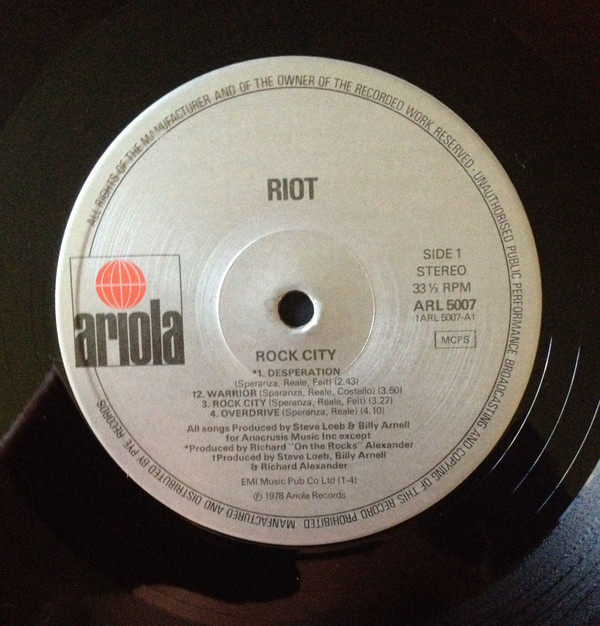 ALL RIGHTS OF THE MANUFACTURER AND OF THE OWNER OF THE RECORDED WORK RESERVED · UNAUTHORISED PUBLIC PERFORMANCE BROADCASTING AND COPYING OF THIS RECORD PROHIBITED · MANFACTURED AND DISTRIBUTED BY PYE RECORDS
RIOT
SIDE 1
STEREO
33 ⅓ RPM
ARL 5007
↑ARL 5007-A↑
MCPS
ariola
ROCK CITY
*1. DESPERATION
(Speranza, Reale, Feit) (2.43)
†2. WARRIOR (Speranza, Reale, Costello) (3.50)
3. ROCK CITY (Speranza, Reale, Feit) (3.27)
4. OVERDRIVE (Speranza, Reale) (4.10)
All songs Produced by Steve Loeb & Billy Arnell
for Anacrusis Music Inc except
*Produced by Richard "On the Rocks" Alexander
†Produced by Steve Loeb, Billy Arnell
& Richard Alexander
EMI Music Pub Co Ltd (1-4)
℗ 1978 Ariola Records